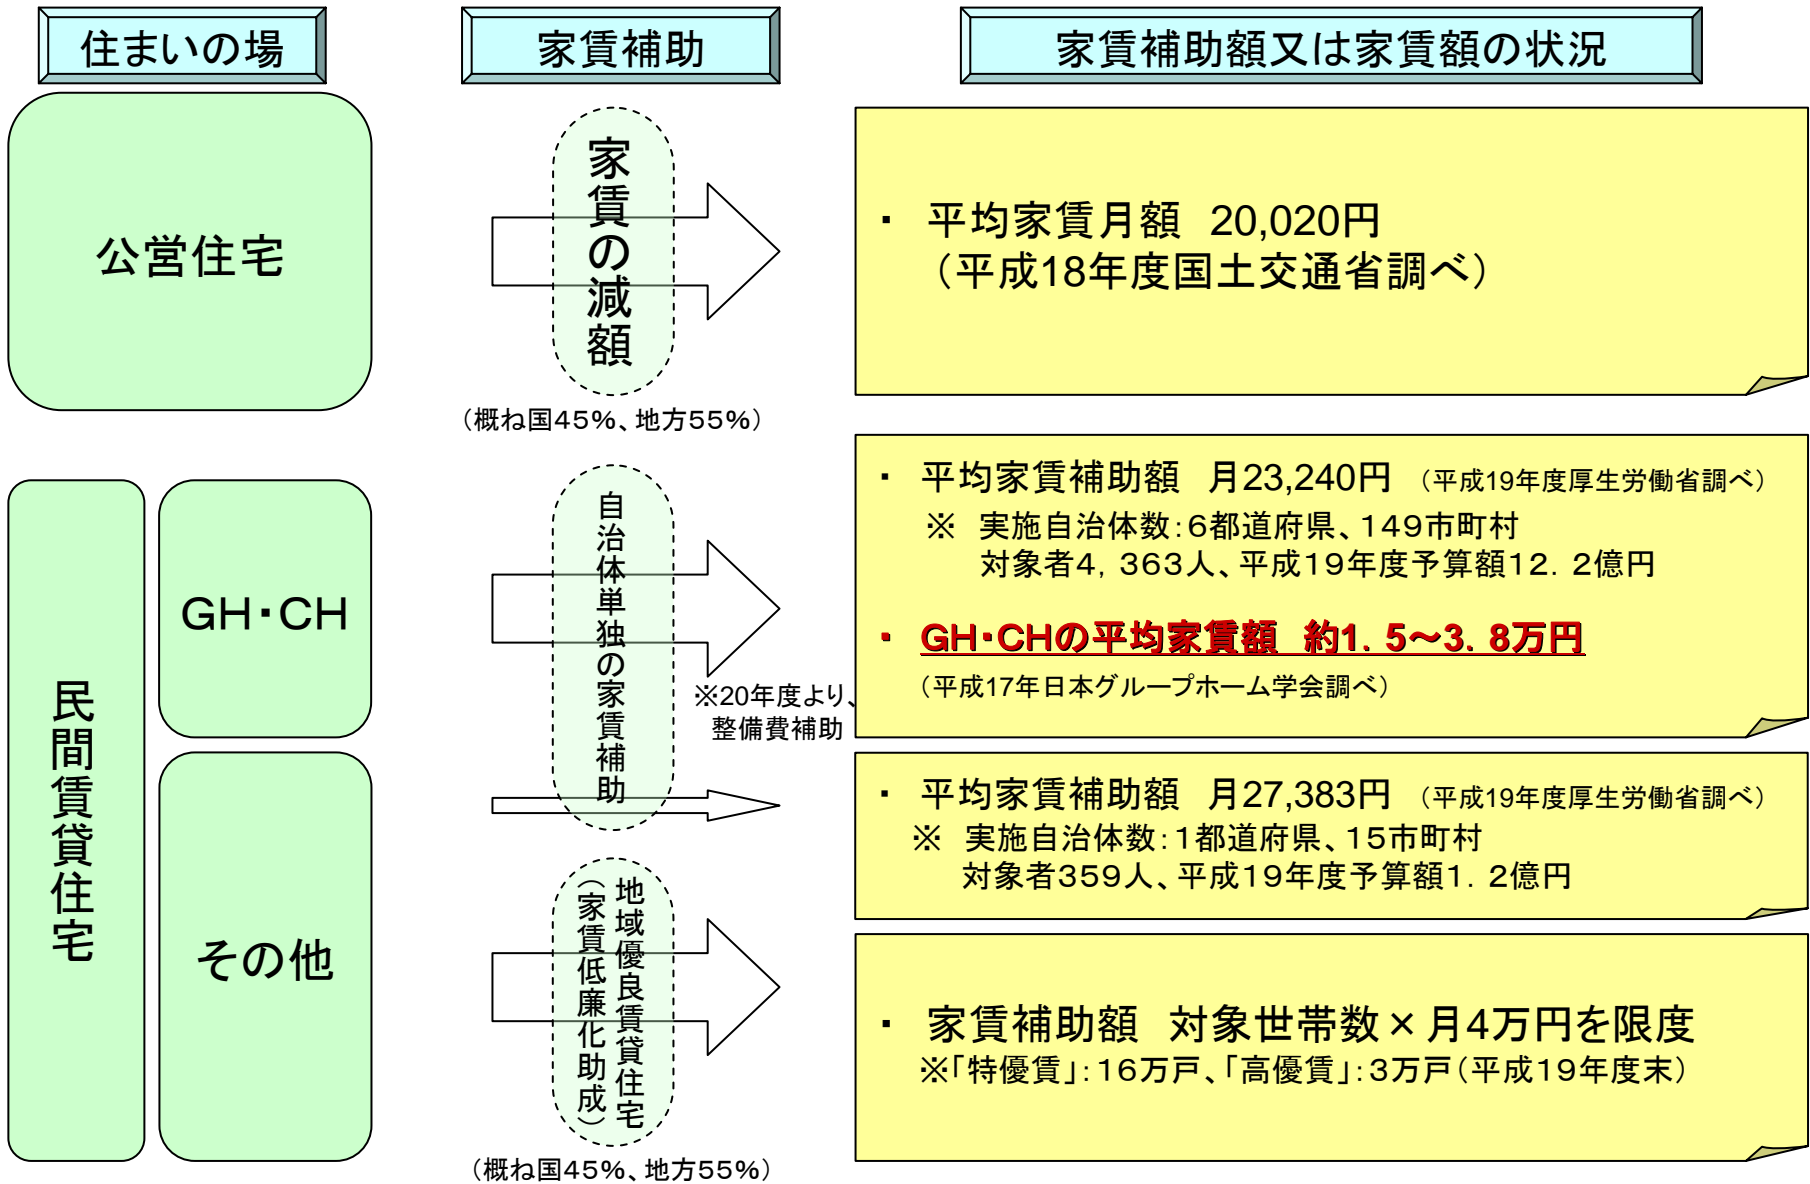 住まいの場
家賃補助
家賃補助額又は家賃額の状況
公営住宅
家賃の減額
(概ね国45%、地方55%)
・ 平均家賃月額 20,020円
(平成18年度国土交通省調べ)
民間賃貸住宅
GH・CH
自治体単独の家賃補助
※20年度より、
整備費補助
・ 平均家賃補助額 月23,240円 (平成19年度厚生労働省調べ)
※ 実施自治体数:6都道府県、149市町村
対象者4,363人、平成19年度予算額12.2億円
・ GH・CHの平均家賃額 約1.5~3.8万円
(平成17年日本グループホーム学会調べ)
その他
・ 平均家賃補助額 月27,383円 (平成19年度厚生労働省調べ)
※ 実施自治体数:1都道府県、15市町村
対象者359人、平成19年度予算額1.2億円
地域優良賃貸住宅
(家賃低廉化助成)
(概ね国45%、地方55%)
・ 家賃補助額 対象世帯数×月4万円を限度
※「特優賃」:16万戸、「高優賃」:3万戸(平成19年度末)